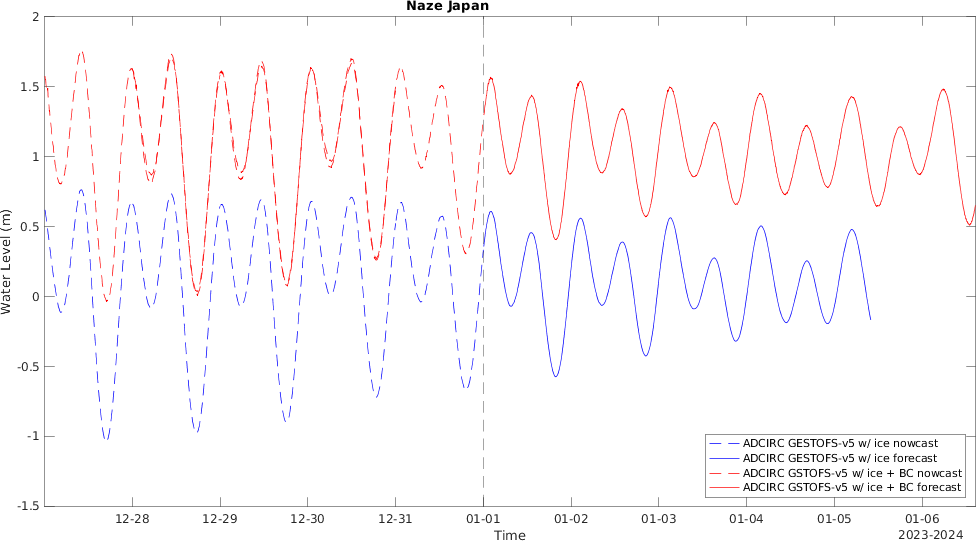 Naze Japan
2
1.5
1
0.5
0
-0.5
-1
-1.5
Water Level (m)
12-28 12-29 12-30 12-31 01-01 01-02 01-03 01-04 01-05 01-06
Time
2023-2024
ADCIRC GESTOFS-v5 w/ ice nowcast
ADCIRC GESTOFS-v5 w/ ice forecast
ADCIRC GSTOFS-v5 w/ ice + BC nowcast
ADCIRC GSTOFS-v5 w/ ice + BC forecast